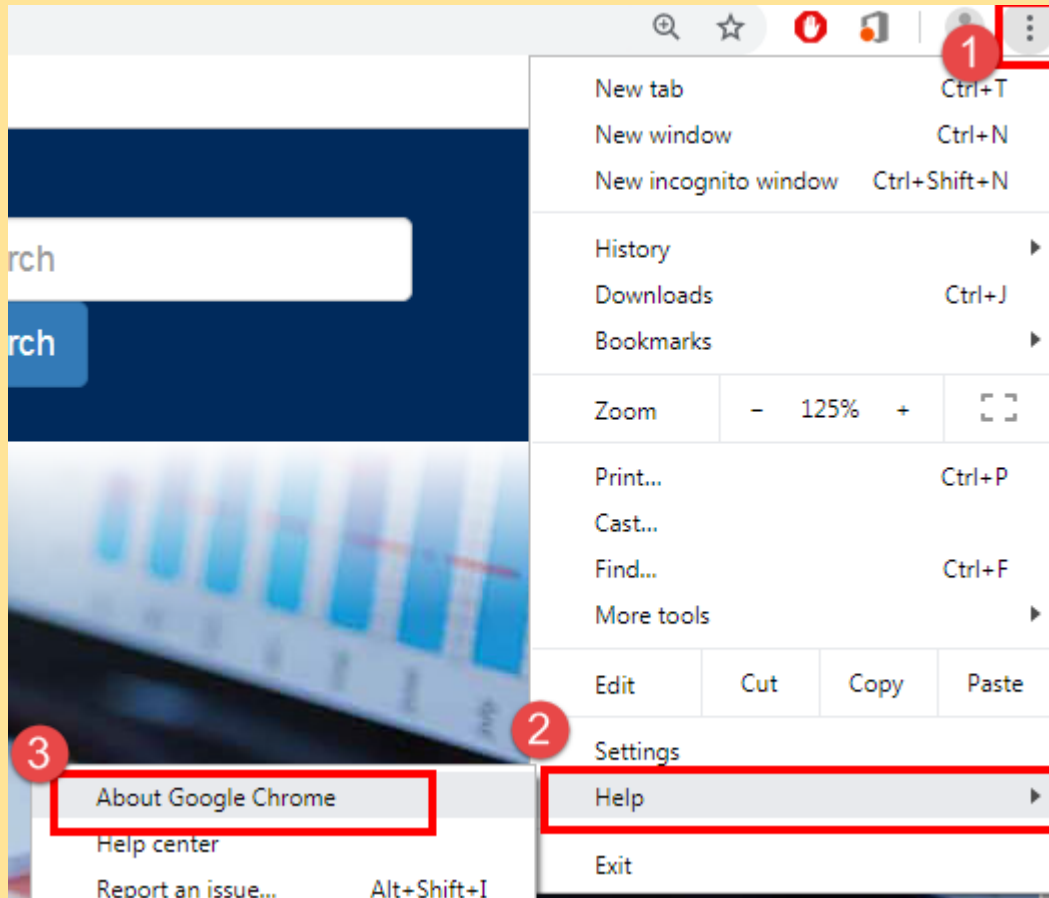 1
New tab Ctrl+T
New window Ctrl+N
New incognito window Ctrl+Shift+N
rch
History
Downloads Ctrl+J
rch
Bookmarks
Zoom - 125% +
Print... Ctrl+P
Cast...
Find... Ctrl+F
More tools
Edit Cut Copy Paste
2
Settings
3
About Google Chrome
Help
Help center
Exit
Report an issue... Alt+Shift+I